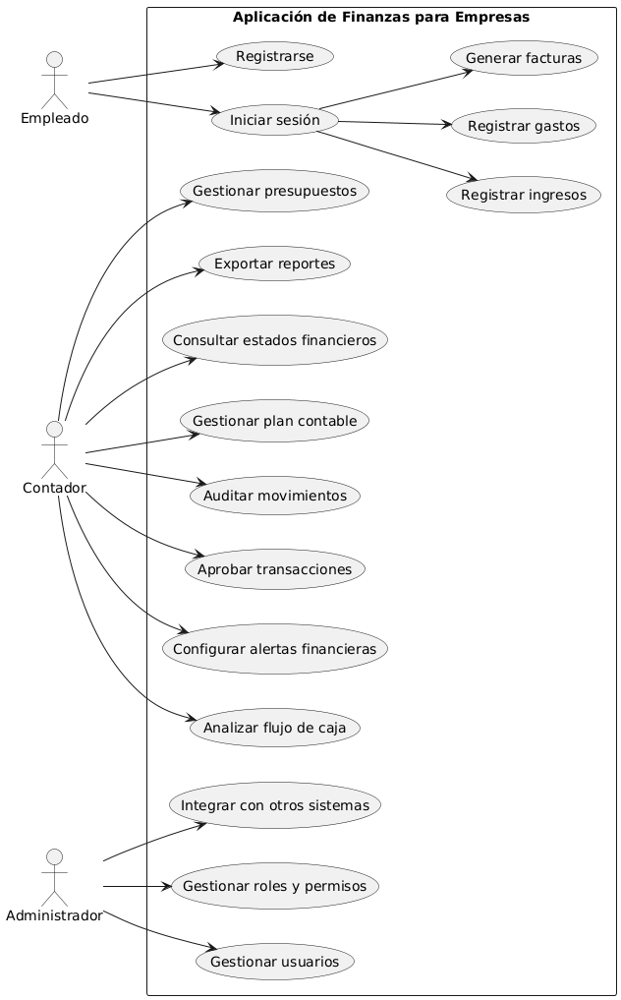 Aplicación de Finanzas para Empresas
Registrarse
Generar facturas
Empleado
Iniciar sesión
Registrar gastos
Gestionar presupuestos
Registrar ingresos
Exportar reportes
Consultar estados financieros
Gestionar plan contable
Contador
Auditar movimientos
Aprobar transacciones
Configurar alertas financieras
Analizar flujo de caja
Integrar con otros sistemas
Gestionar roles y permisos
Administrador
Gestionar usuarios